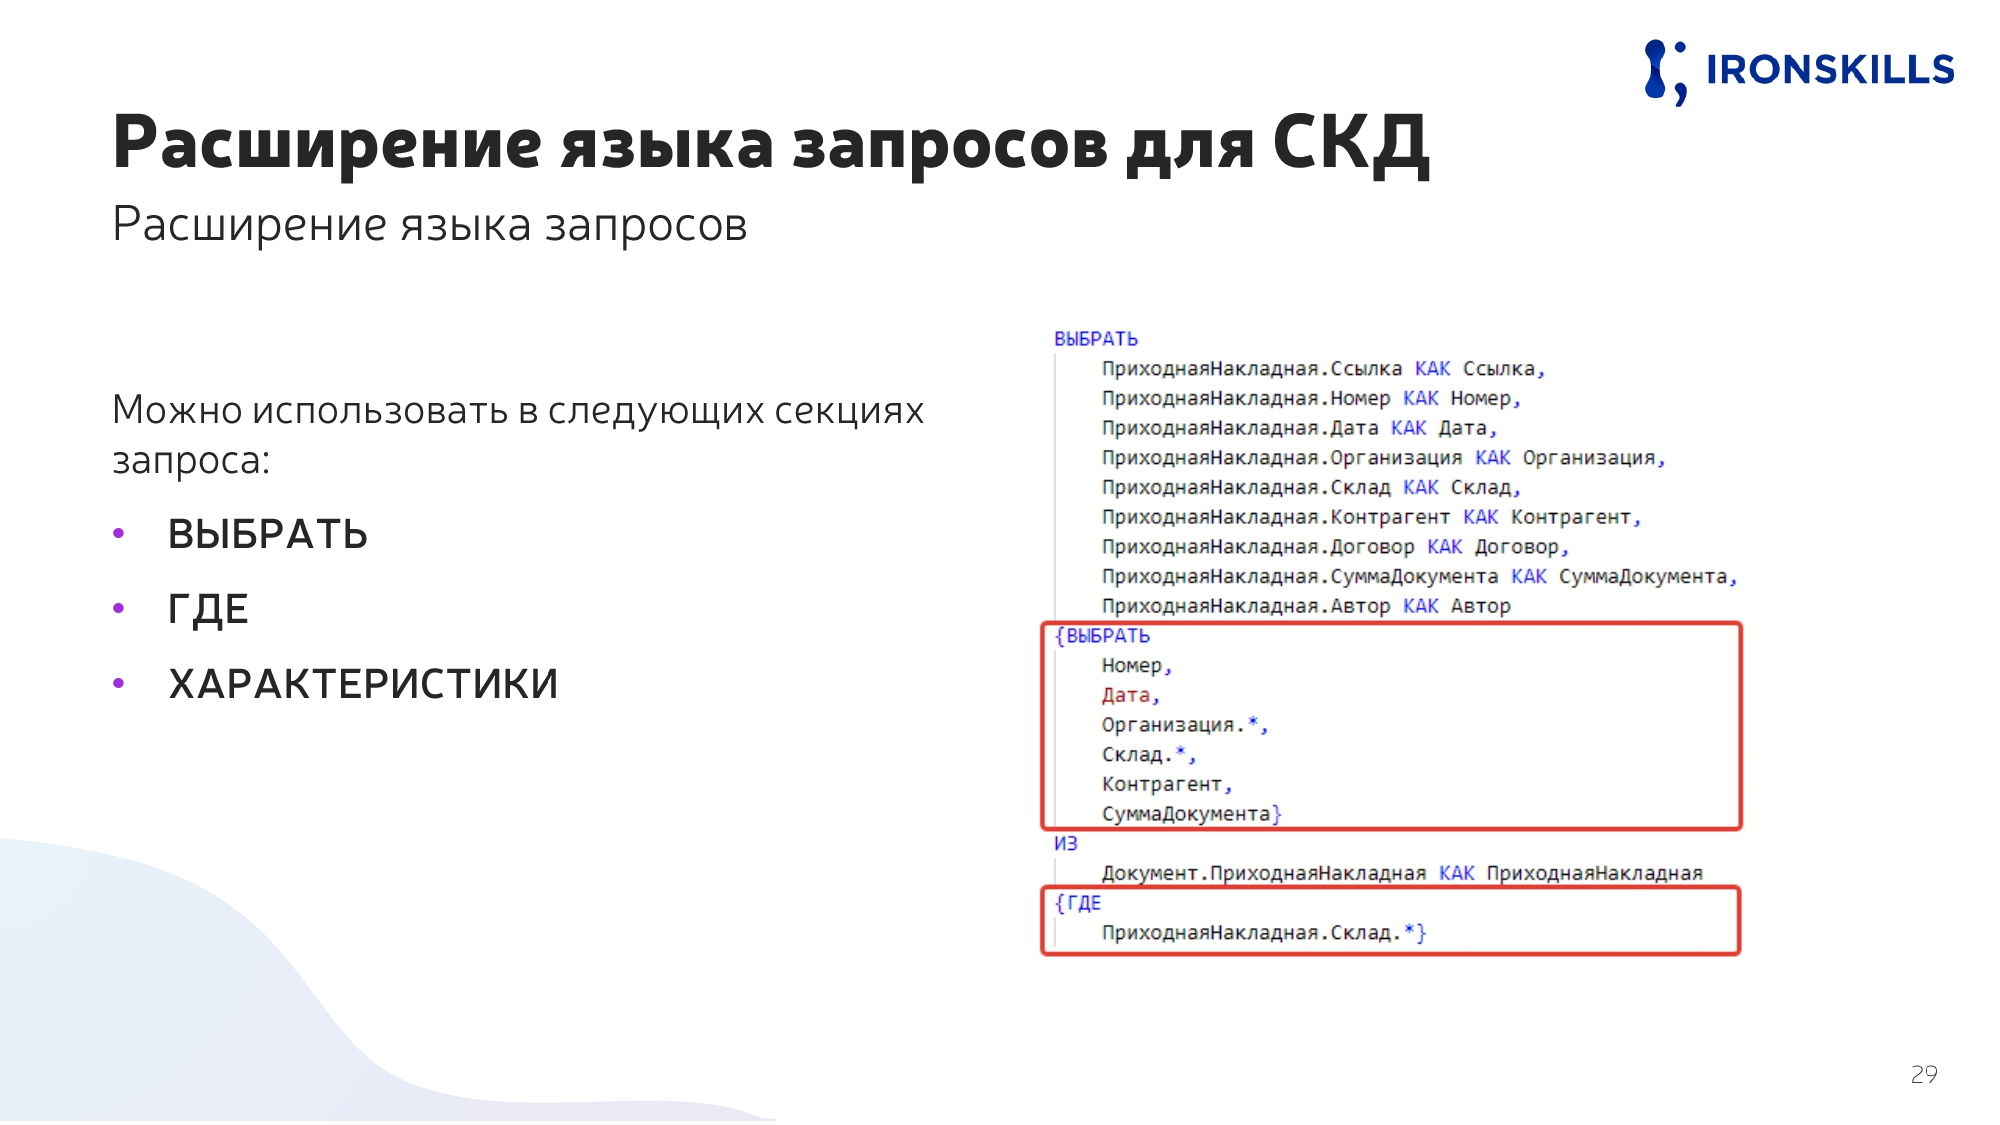 IRONSKILLS
Расширение языка запросов для СКД
Расширение языка запросов
Можно использовать в следующих секциях
запроса:
• ВЫБРАТЬ
• ГДЕ
• ХАРАКТЕРИСТИКИ
ВЫБРАТЬ
ПриходнаяНакладная.Ссылка КАК Ссылка,
ПриходнаяНакладная.Номер КАК Номер,
ПриходнаяНакладная.Дата КАК Дата,
ПриходнаяНакладная.Организация КАК Организация,
ПриходнаяНакладная.Склад КАК Склад,
ПриходнаяНакладная.Контрагент КАК Контрагент,
ПриходнаяНакладная.Договор КАК Договор,
ПриходнаяНакладная.СуммаДокумента КАК СуммаДокумента,
ПриходнаяНакладная.Автор КАК Автор
{ВЫБРАТЬ
Номер,
Дата,
Организация.*,
Склад.*,
Контрагент,
СуммаДокумента}
ИЗ
Документ.ПриходнаяНакладная КАК ПриходнаяНакладная
{ГДЕ
ПриходнаяНакладная.Склад.*}
29